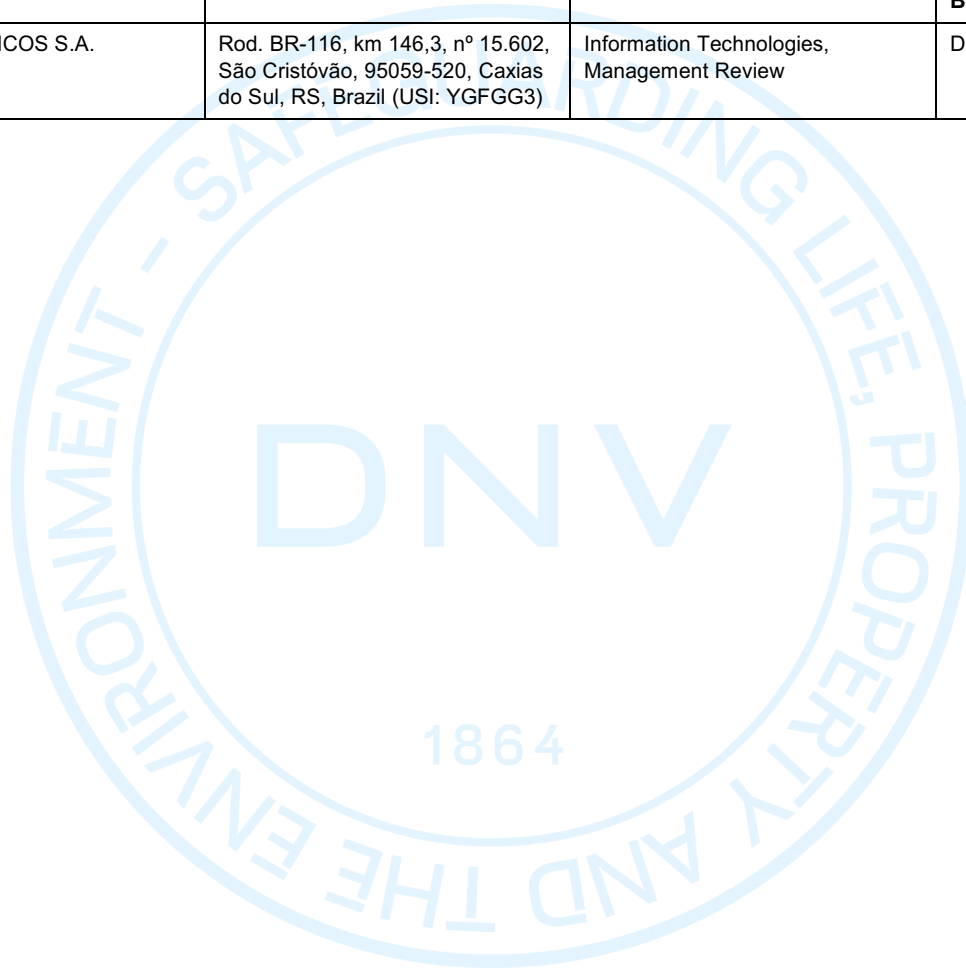 B
ICOS S.A.
Rod. BR-116, km 146,3, nº 15.602,
São Cristóvão, 95059-520, Caxias
do Sul, RS, Brazil (USI: YGFGG3)
Information Technologies,
Management Review
D
SAFEGUARDING LIFE, PROPERTY AND THE ENVIRONMENT -
DNV
1864